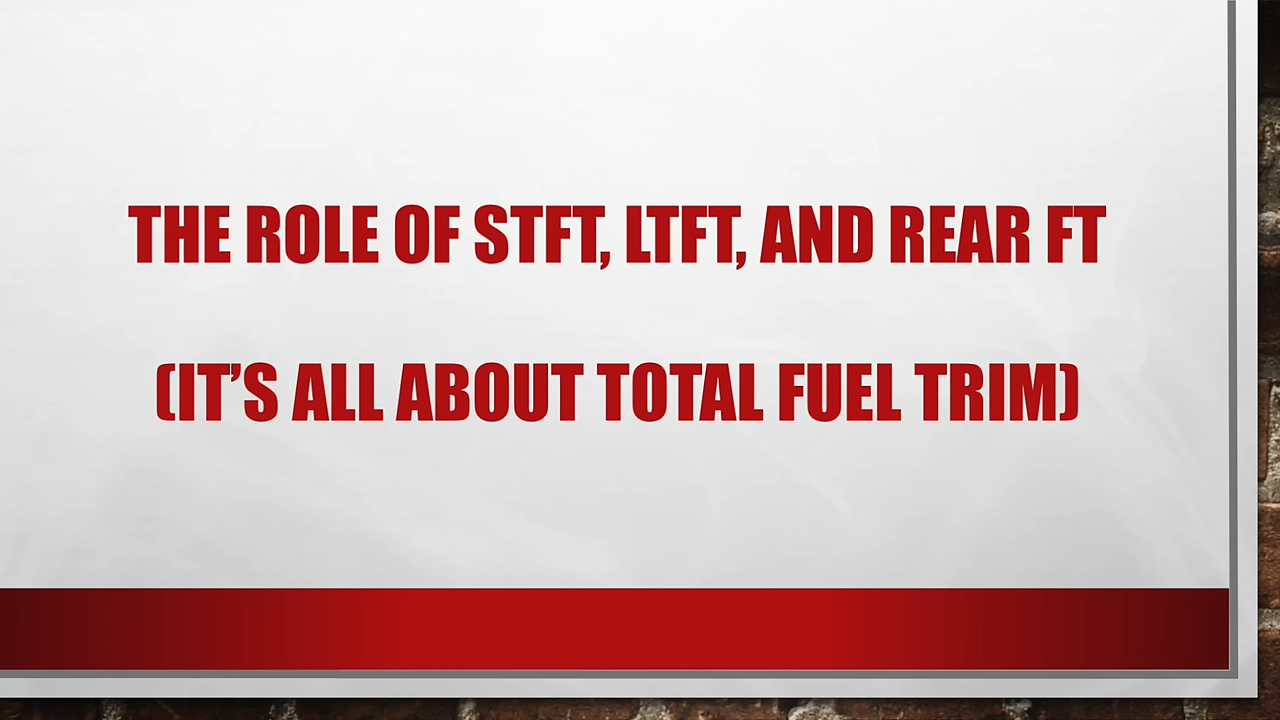 THE ROLE OF STFT, LTFT, AND REAR FT
(IT’S ALL ABOUT TOTAL FUEL TRIM)